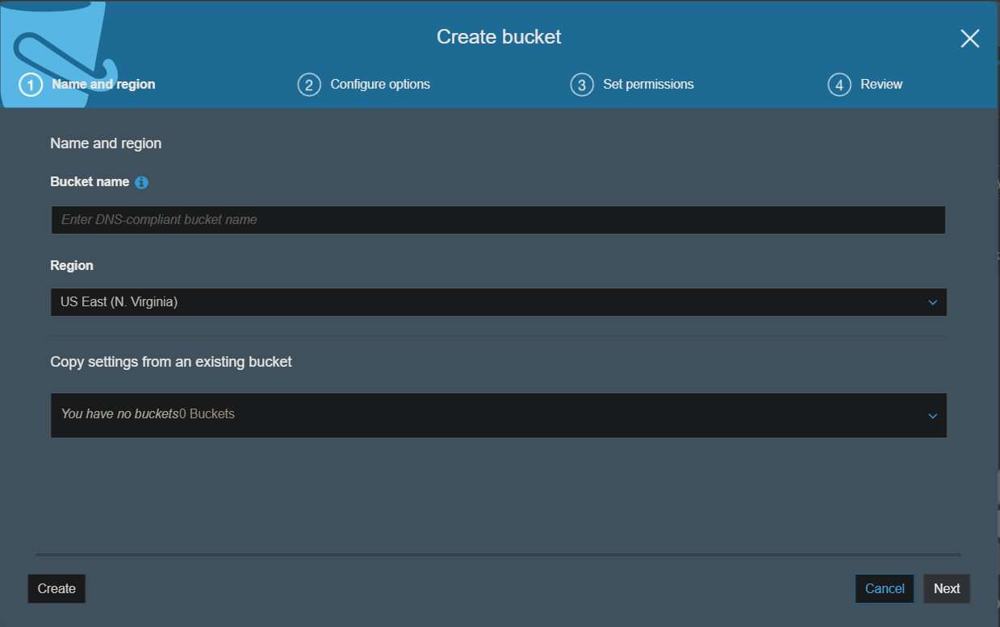 Create bucket
1 Name and region
2 Configure options
3 Set permissions
4 Review
Name and region
Bucket name
Enter DNS-compliant bucket name
Region
US East (N. Virginia)
Copy settings from an existing bucket
You have no buckets0 Buckets
Create
Cancel
Next